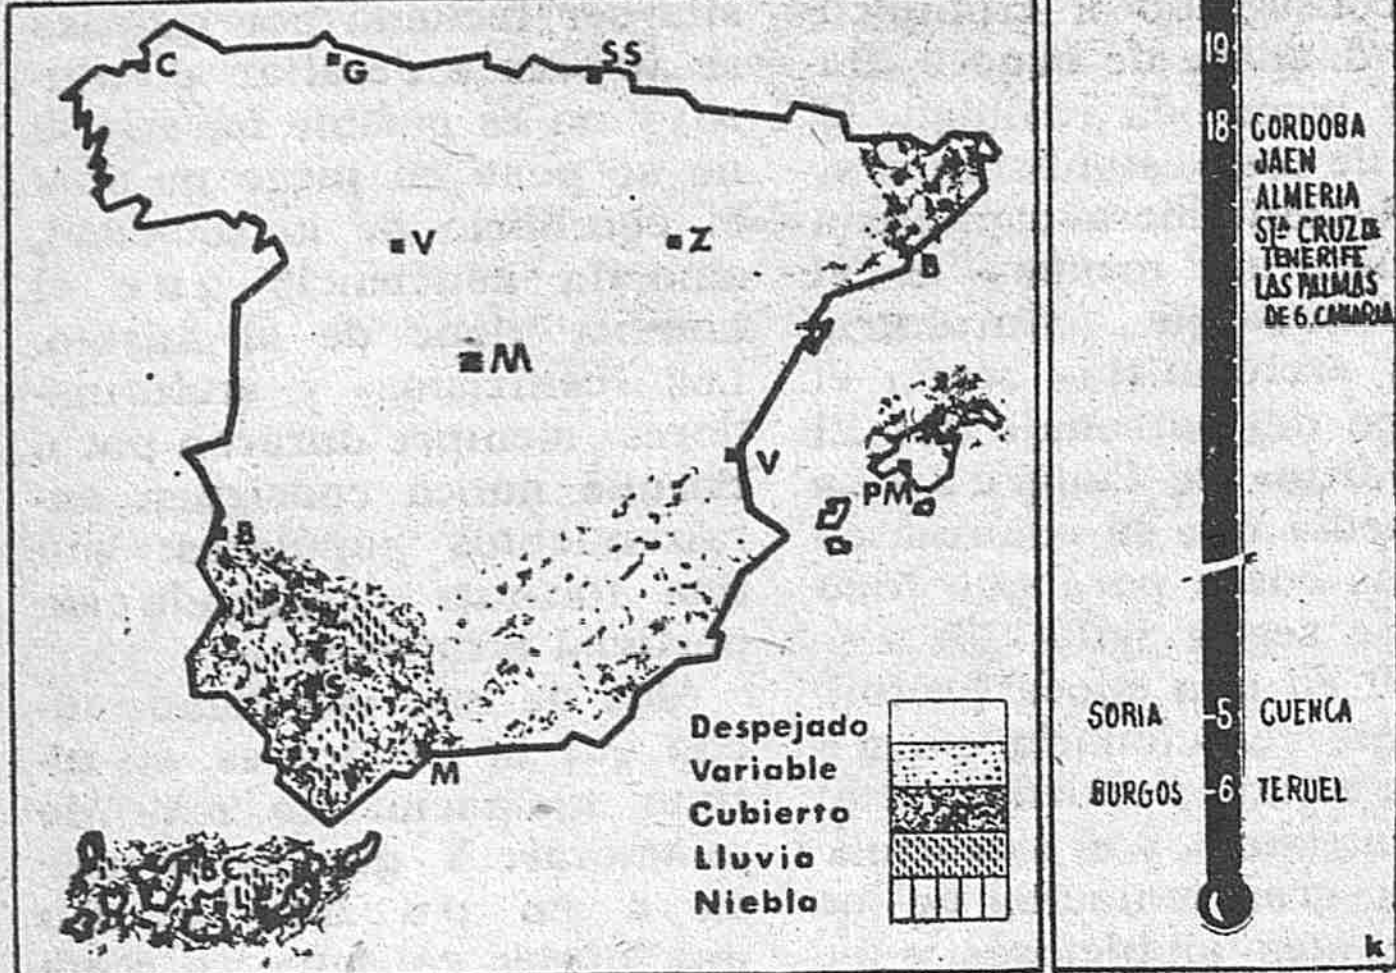 C
G
SS
V
Z
B
M
V
PM
B
S
M
Despejado
Variable
Cubierto
Lluvia
Niebla
19
18 CORDOBA
JAEN
ALMERIA
STA CRUZ DE
TENERIFE
LAS PALMAS
DE G. CANARIA
SORIA -5 CUENCA
BURGOS -6 TERUEL
k